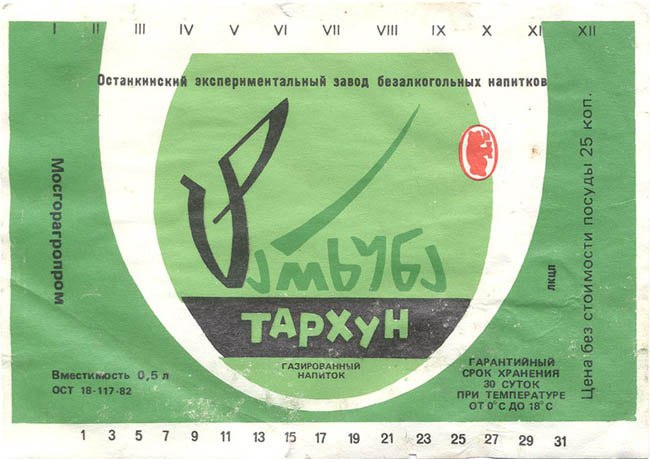 I II III IV V VI VII VIII IX X XI XII
Останкинский экспериментальный завод безалкогольных напитков
Мосгорагропром
ТАРХУН
ГАЗИРОВАННЫЙ
НАПИТОК
Вместимость 0,5 л
ОСТ 18-117-82
ГАРАНТИЙНЫЙ
СРОК ХРАНЕНИЯ
30 СУТОК
ПРИ ТЕМПЕРАТУРЕ
ОТ 0°С ДО 18°С
ЛКЦП
Цена без стоимости посуды 25 коп.
1 3 5 7 9 11 13 15 17 19 21 23 25 27 29 31